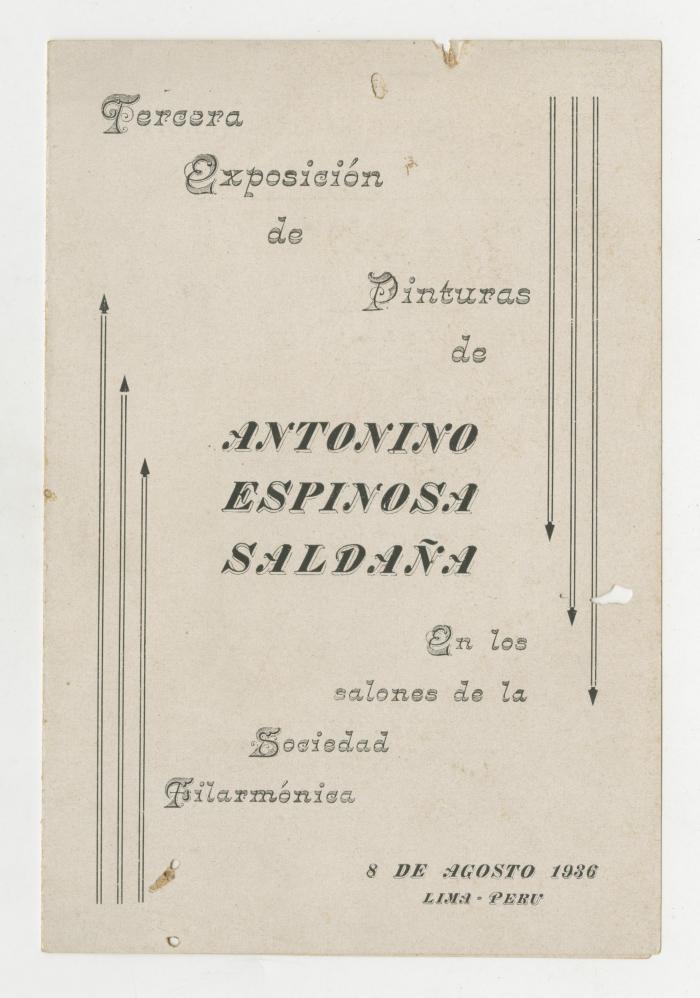 Tercera
Exposición
de
Pinturas
de
ANTONINO
ESPINOSA
SALDAÑA
En los
salones de la
Sociedad
Filarmónica
8 DE AGOSTO 1936
LIMA - PERU